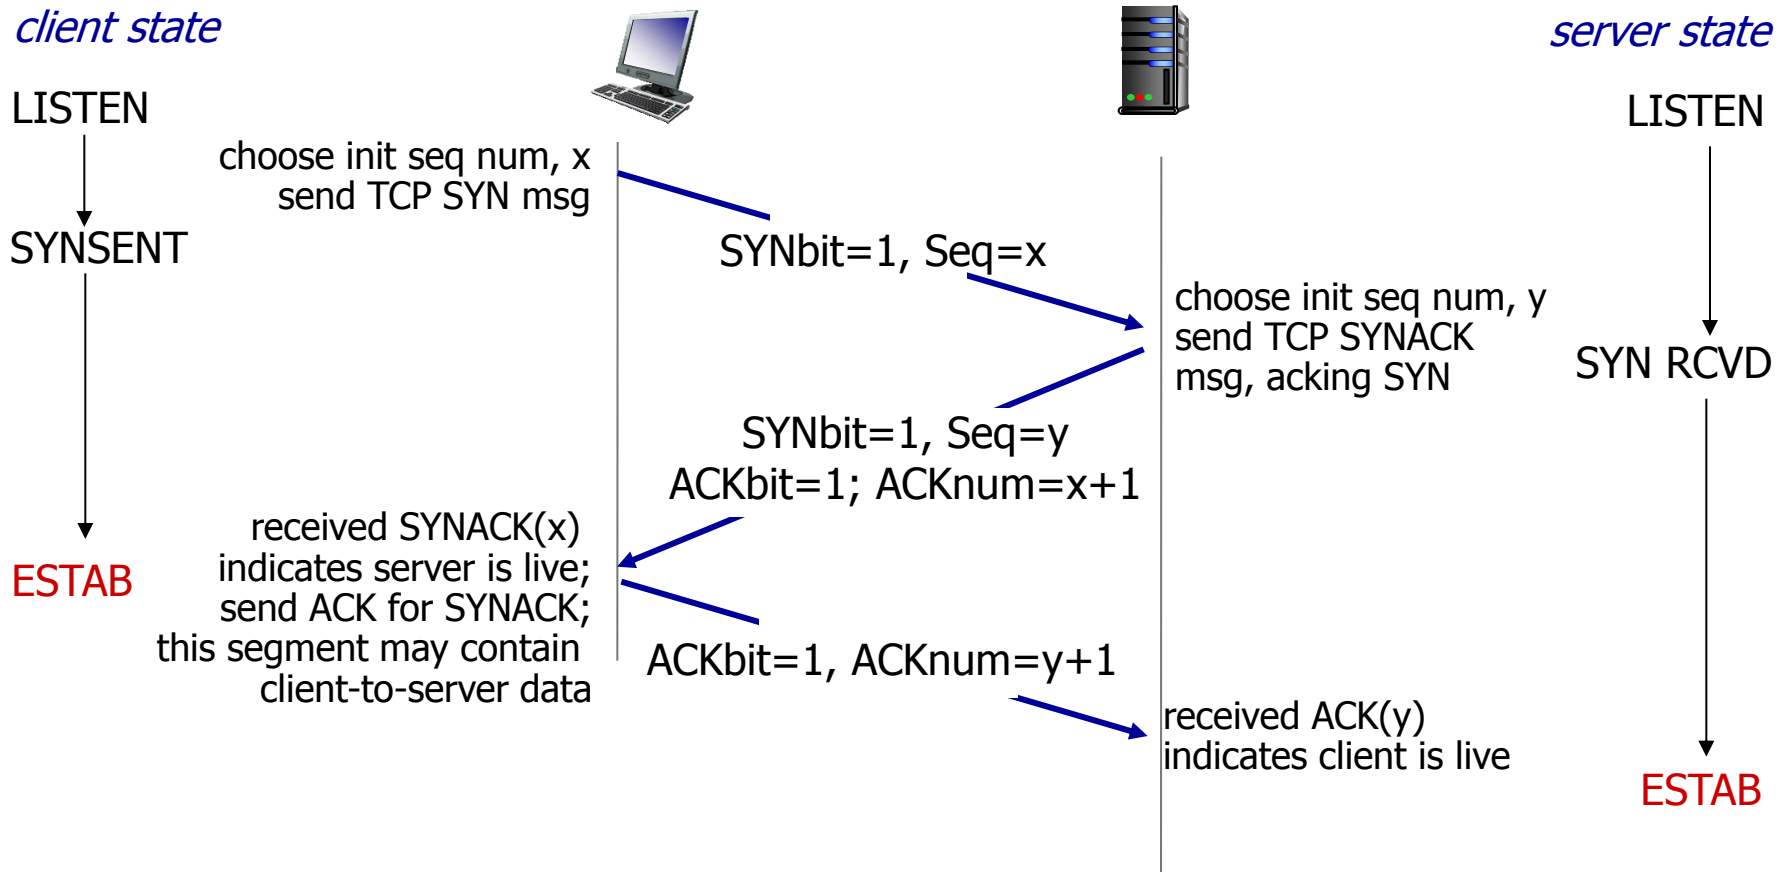 client state
server state
LISTEN
LISTEN
choose init seq num, x
send TCP SYN msg
SYNSENT
SYNbit=1, Seq=x
choose init seq num, y
send TCP SYNACK
msg, acking SYN
SYN RCVD
SYNbit=1, Seq=y
ACKbit=1; ACKnum=x+1
received SYNACK(x)
indicates server is live;
send ACK for SYNACK;
this segment may contain
client-to-server data
ESTAB
ACKbit=1, ACKnum=y+1
received ACK(y)
indicates client is live
ESTAB